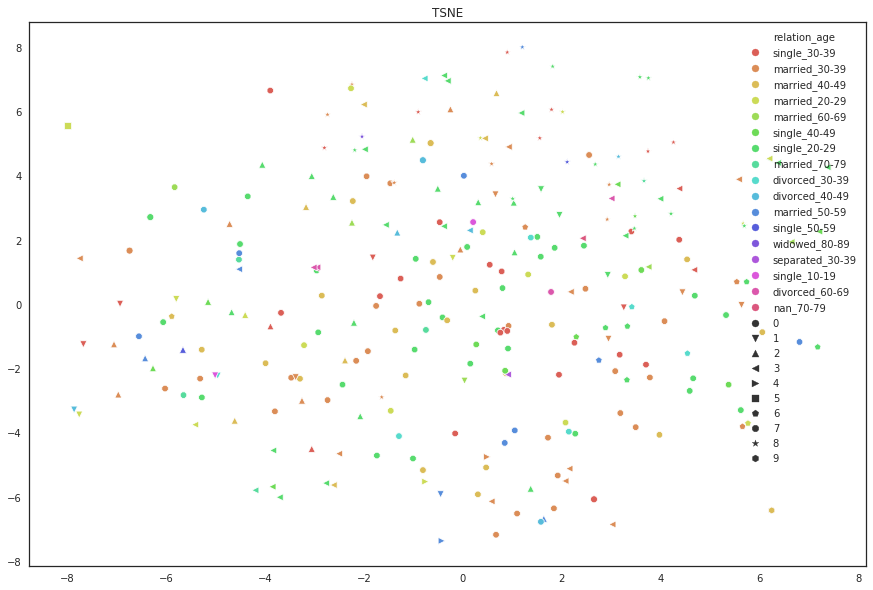 TSNE
relation_age
single_30-39
married_30-39
married_40-49
married_20-29
married_60-69
single_40-49
single_20-29
married_70-79
divorced_30-39
divorced_40-49
married_50-59
single_50-59
widowed_80-89
separated_30-39
single_10-19
divorced_60-69
nan_70-79
0
1
2
3
4
5
6
7
8
9
8
6
4
2
0
−2
−4
−6
−8
−8
−6
−4
−2
0
2
4
6
8